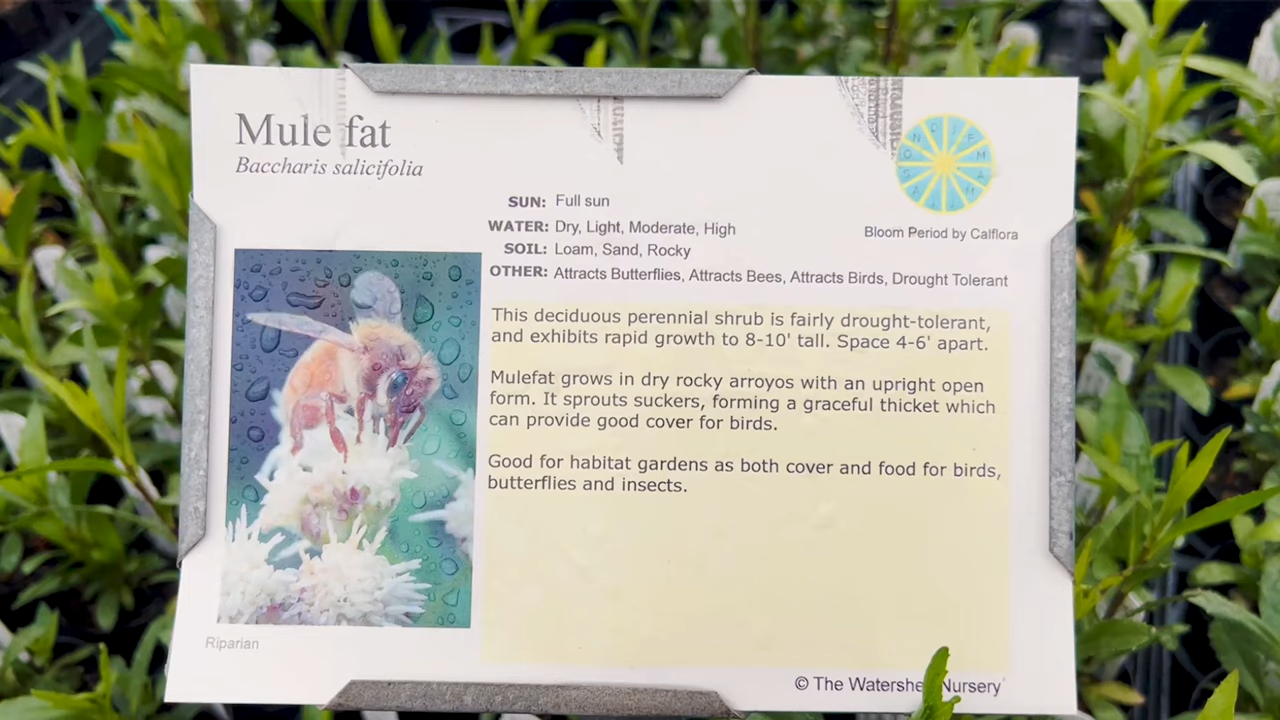 Mule fat
Baccharis salicifolia
SUN: Full sun
WATER: Dry, Light, Moderate, High
SOIL: Loam, Sand, Rocky
OTHER: Attracts Butterflies, Attracts Bees, Attracts Birds, Drought Tolerant
Bloom Period by Calflora
This deciduous perennial shrub is fairly drought-tolerant,
and exhibits rapid growth to 8-10' tall. Space 4-6' apart.
Mulefat grows in dry rocky arroyos with an upright open
form. It sprouts suckers, forming a graceful thicket which
can provide good cover for birds.
Good for habitat gardens as both cover and food for birds,
butterflies and insects.
Riparian
© The Watershed Nursery